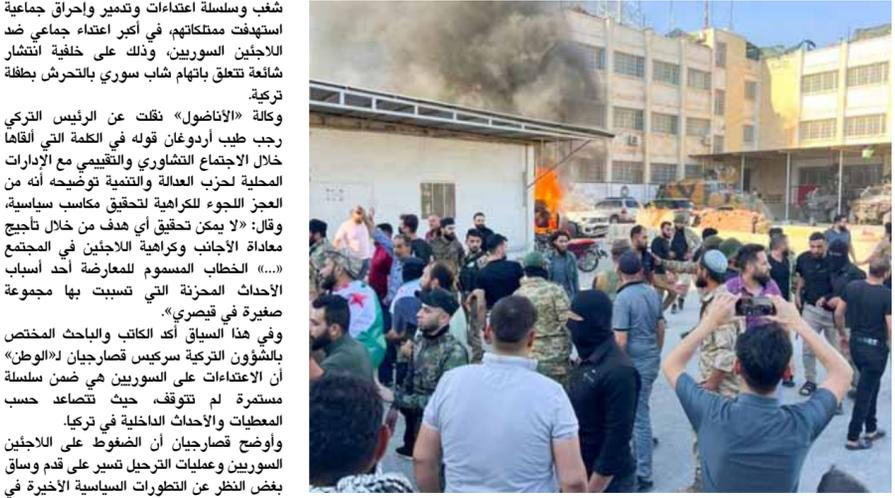 شغب وسلسلة اعتداءات وتدمير وإحراق جماعية
استهدفت ممتلكاتهم، في أكبر اعتداء جماعي ضد
اللاجئين السوريين، وذلك على خلفية انتشار
شائعة تتعلق باتهام شاب سوري بالتحرش بطفلة
تركية.
وكالة «الأناضول» نقلت عن الرئيس التركي
رجب طيب أردوغان قوله في الكلمة التي ألقاها
خلال الاجتماع التشاوري والتقييمي مع الإدارات
المحلية لحزب العدالة والتنمية توضيحه أنه من
العجز اللجوء للكراهية لتحقيق مكاسب سياسية،
وقال: «لا يمكن تحقيق أي هدف من خلال تأجيج
معاداة الأجانب وكراهية اللاجئين في المجتمع
«...» الخطاب المسموم للمعارضة أحد أسباب
الأحداث المحزنة التي تسببت بها مجموعة
صغيرة في قيصري».
وفي هذا السياق أكد الكاتب والباحث المختص
بالشؤون التركية سركيس قصارجيان لـ«الوطن»
أن الاعتداءات على السوريين هي ضمن سلسلة
مستمرة لم تتوقف، حيث تتصاعد حسب
المعطيات والأحداث الداخلية في تركيا.
وأوضح قصارجيان أن الضغوط على اللاجئين
السوريين وعمليات الترحيل تسير على قدم وساق
بغض النظر عن التطورات السياسية الأخيرة في